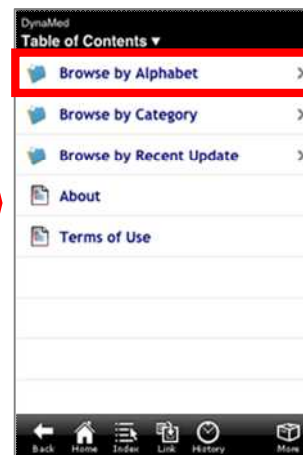 DynaMed
Table of Contents ▼
Browse by Alphabet
Browse by Category
Browse by Recent Update
About
Terms of Use
Back Home Index Link History More